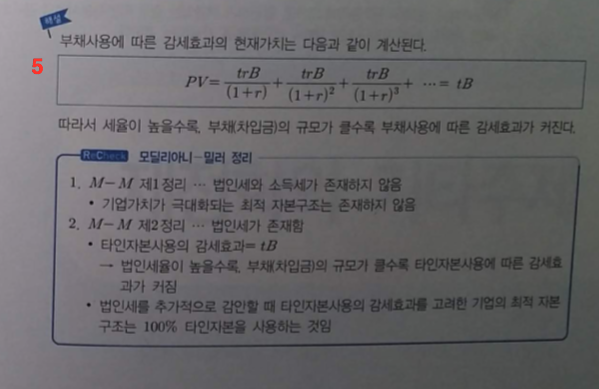 해설
부채사용에 따른 감세효과의 현재가치는 다음과 같이 계산된다.
5
PV= trB/(1+r) + trB/(1+r)² + trB/(1+r)³ + ⋯= tB
따라서 세율이 높을수록, 부채(차입금)의 규모가 클수록 부채사용에 따른 감세효과가 커진다.
ReCheck 모딜리아니-밀러 정리
1. M-M 제1정리 ⋯ 법인세와 소득세가 존재하지 않음
• 기업가치가 극대화되는 최적 자본구조는 존재하지 않음
2. M-M 제2정리 ⋯ 법인세가 존재함
• 타인자본사용의 감세효과= tB
→ 법인세율이 높을수록, 부채(차입금)의 규모가 클수록 타인자본사용에 따른 감세효
과가 커짐
• 법인세를 추가적으로 감안할 때 타인자본사용의 감세효과를 고려한 기업의 최적 자본
구조는 100% 타인자본을 사용하는 것임